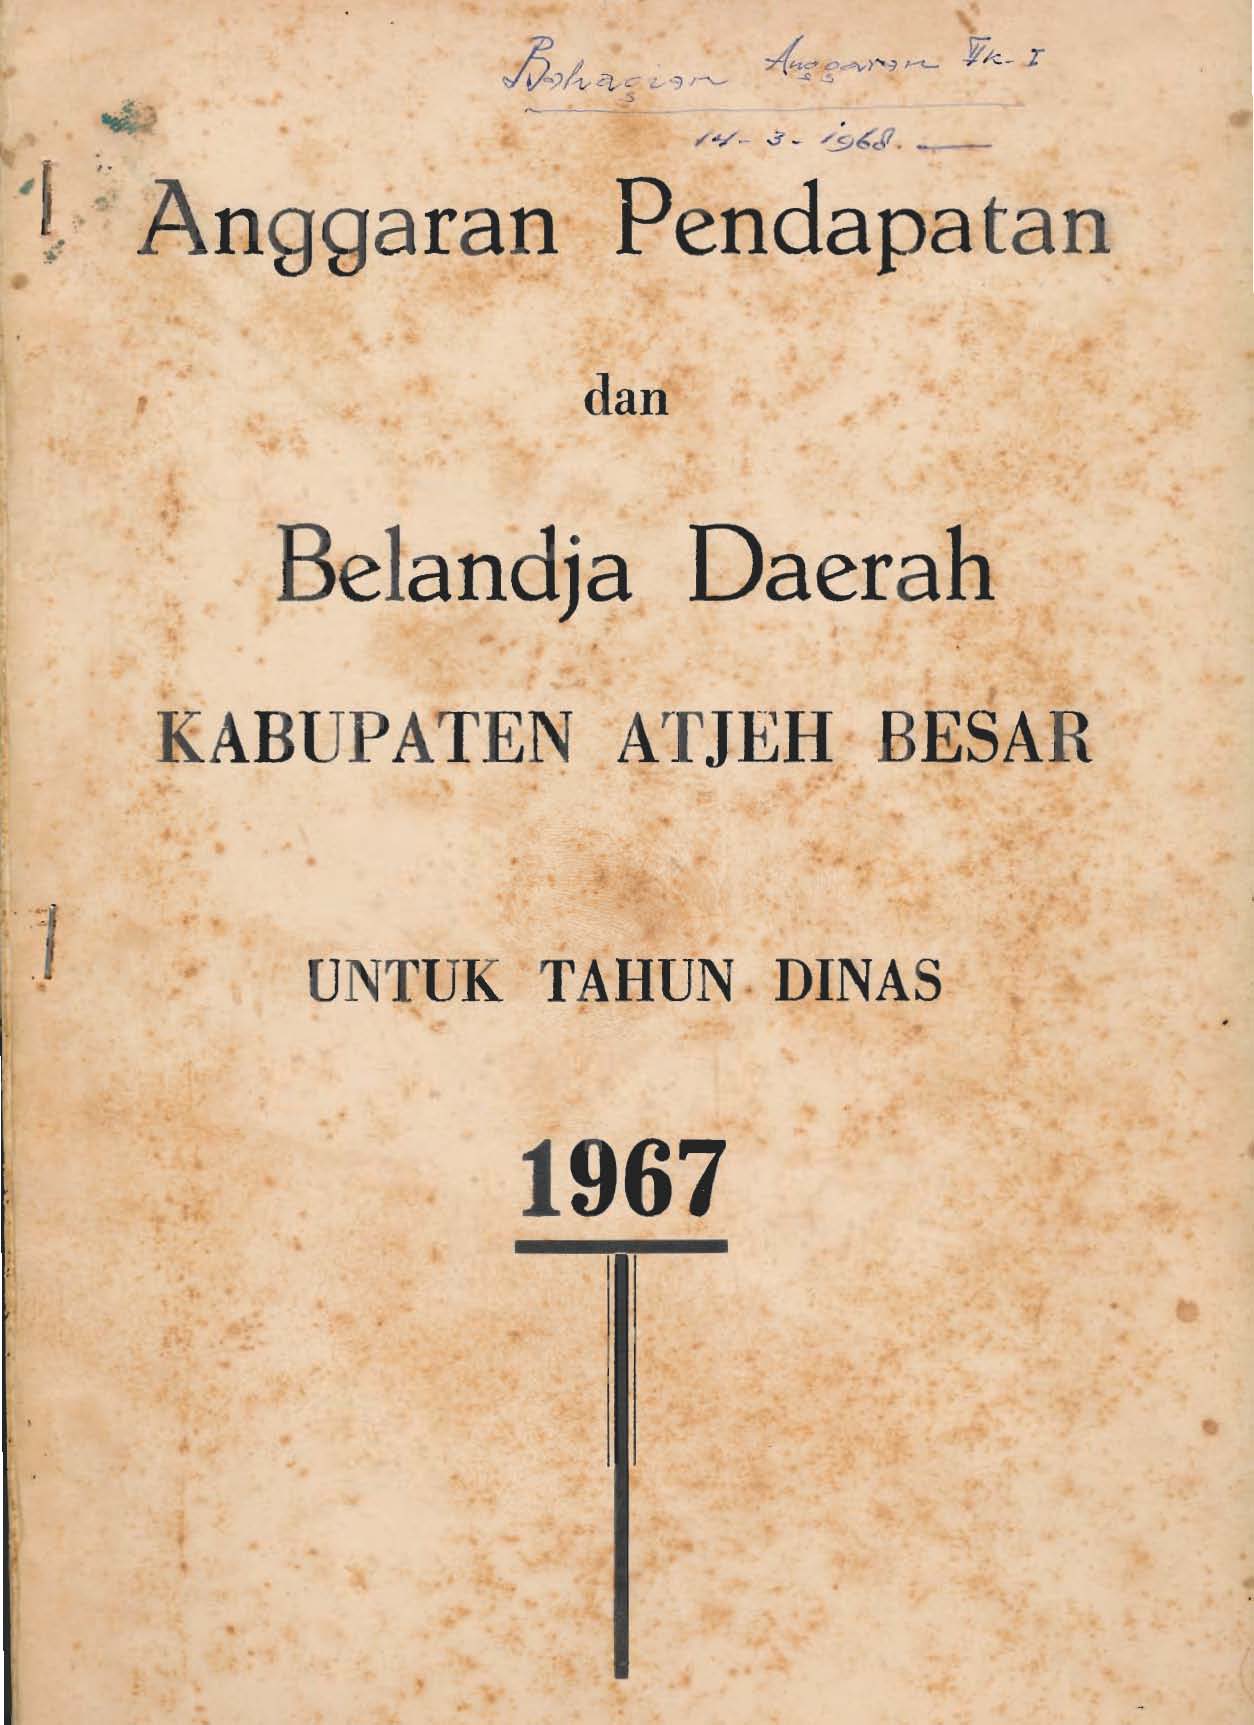 Bahagian Anggaran Tk-I
14-3-1968.
Anggaran Pendapatan
dan
Belandja Daerah
KABUPATEN ATJEH BESAR
UNTUK TAHUN DINAS
1967